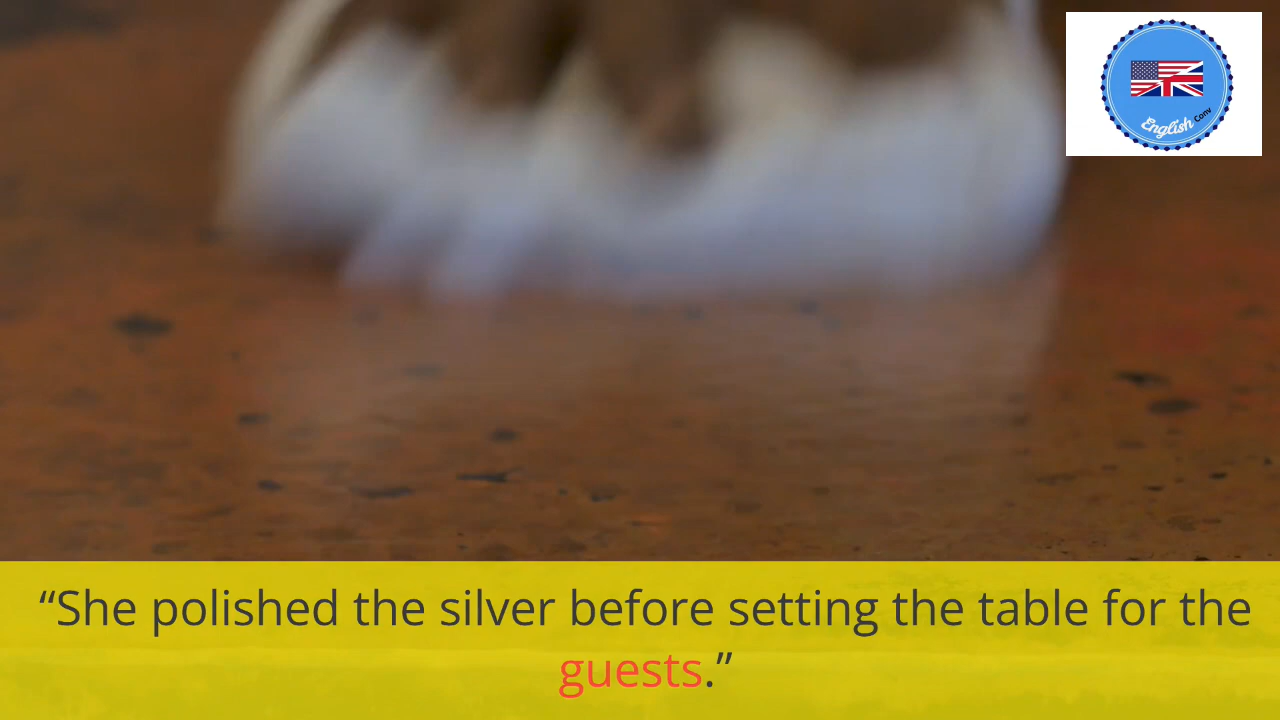 English Conv
“She polished the silver before setting the table for the
guests.”